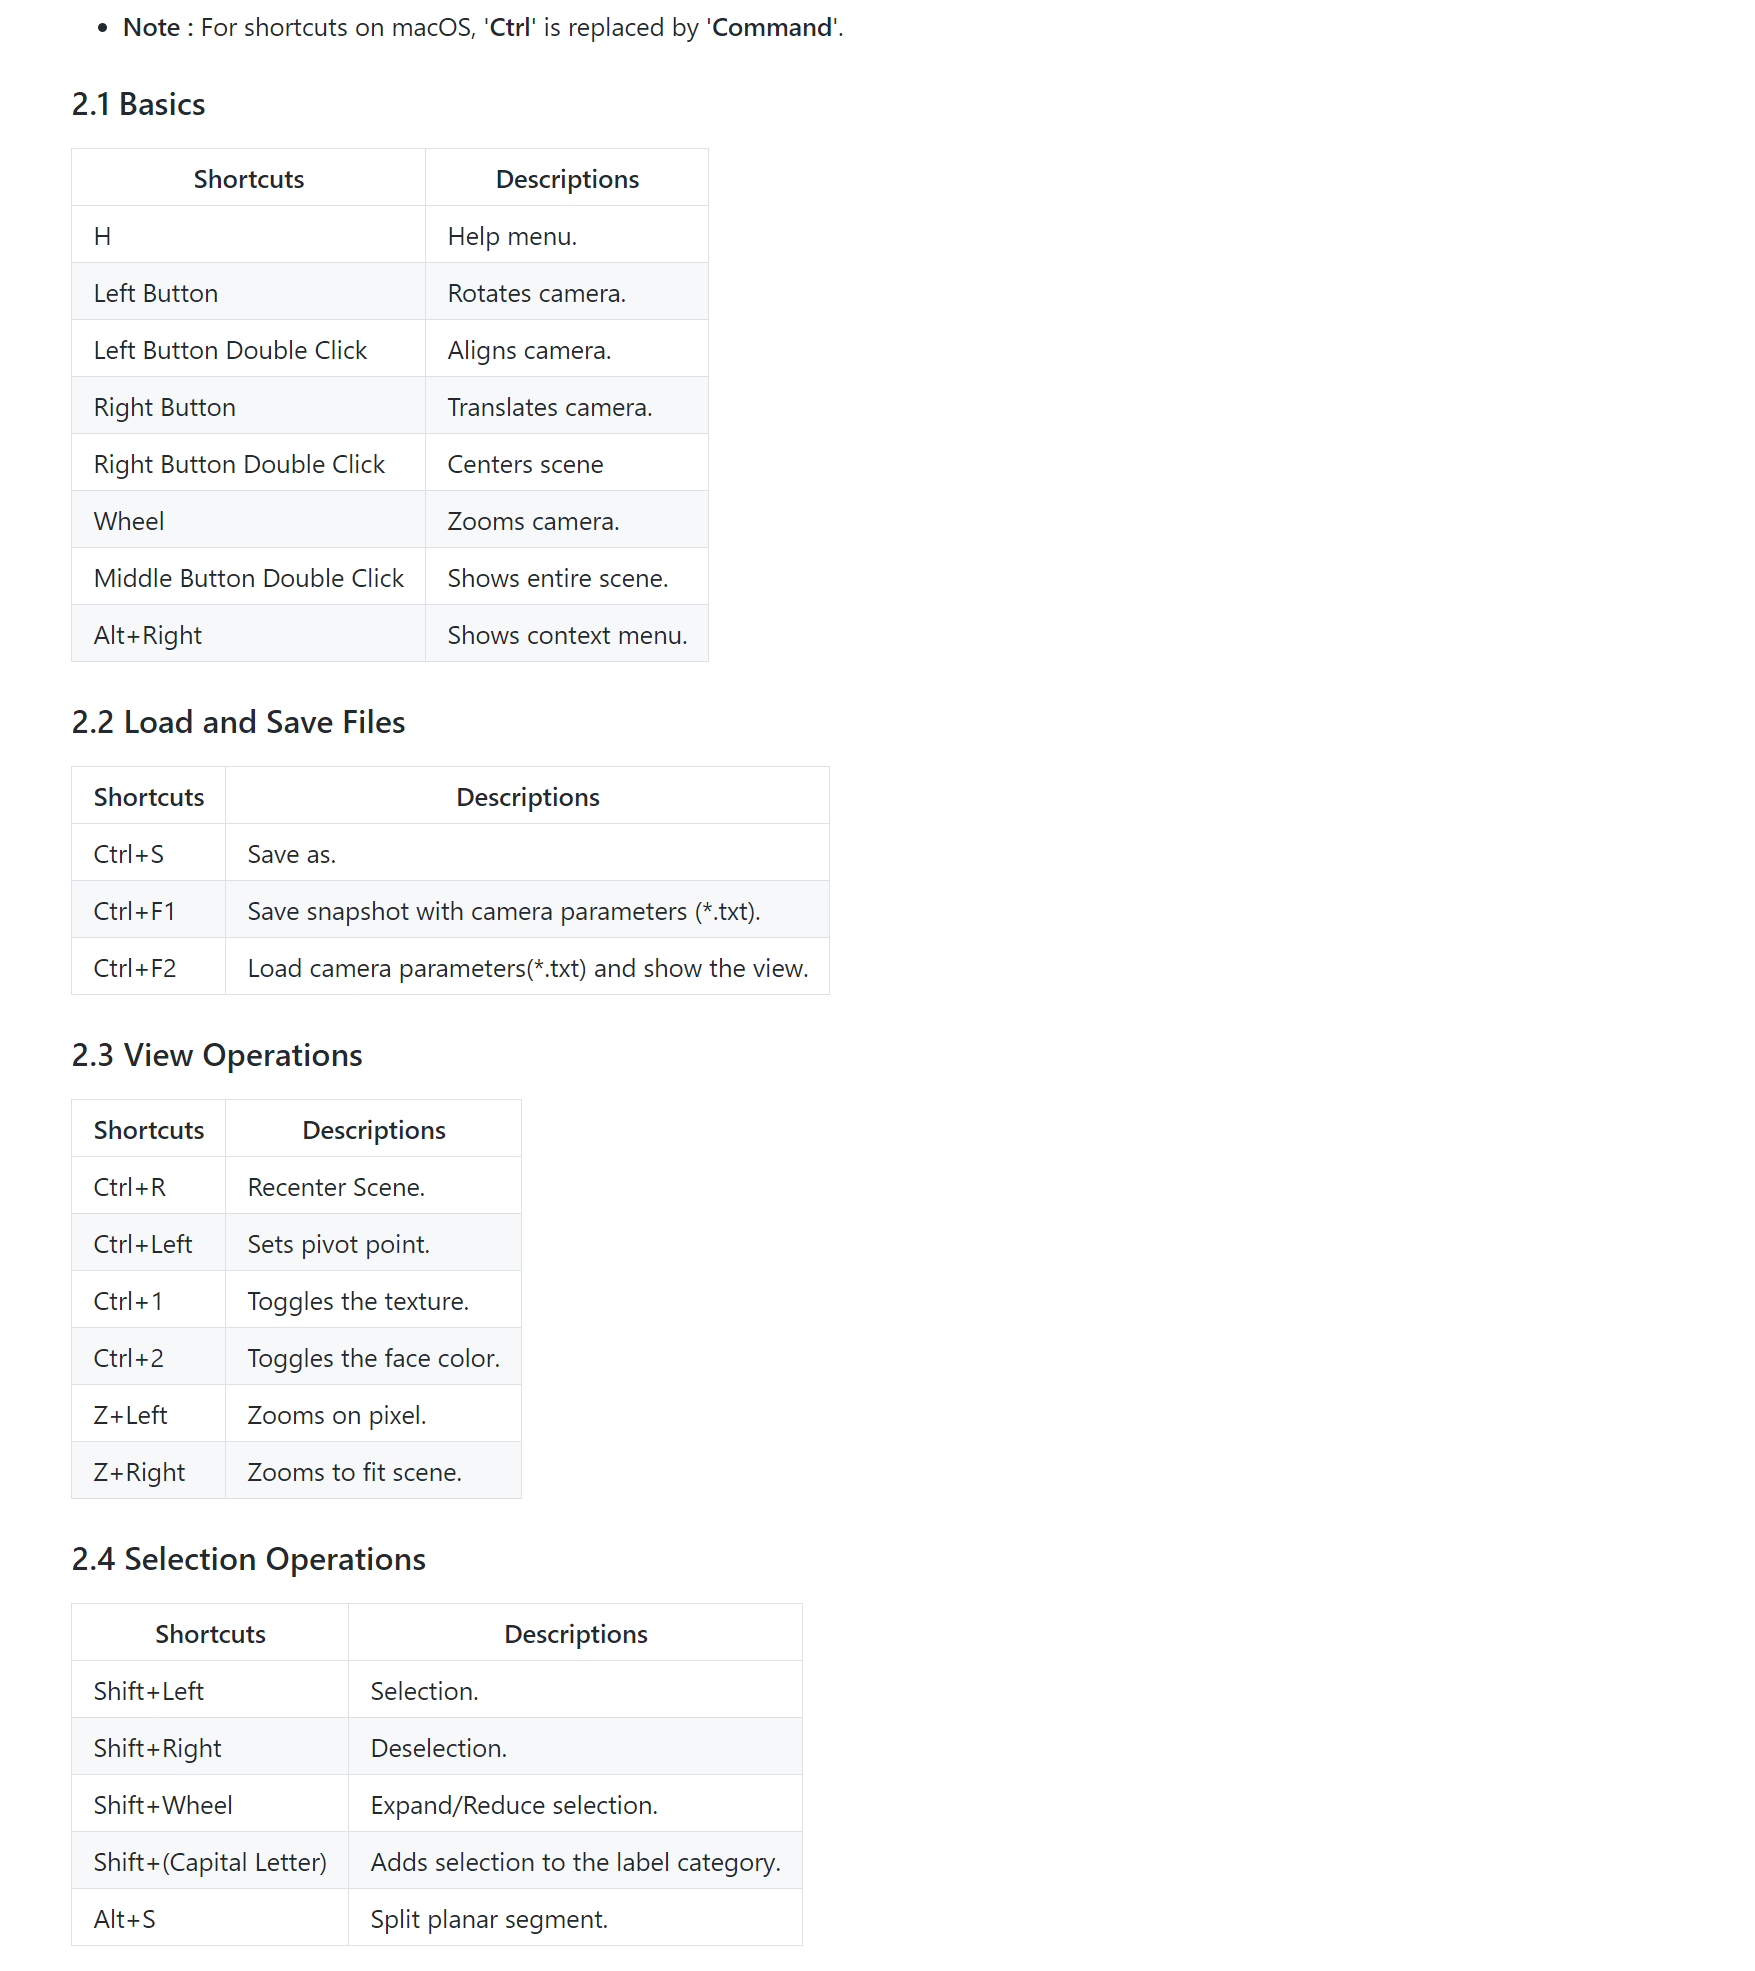 Note : For shortcuts on macOS, 'Ctrl' is replaced by 'Command'.
2.1 Basics
Shortcuts Descriptions
H Help menu.
Left Button Rotates camera.
Left Button Double Click Aligns camera.
Right Button Translates camera.
Right Button Double Click Centers scene
Wheel Zooms camera.
Middle Button Double Click Shows entire scene.
Alt+Right Shows context menu.
2.2 Load and Save Files
Shortcuts Descriptions
Ctrl+S Save as.
Ctrl+F1 Save snapshot with camera parameters (*.txt).
Ctrl+F2 Load camera parameters(*.txt) and show the view.
2.3 View Operations
Shortcuts Descriptions
Ctrl+R Recenter Scene.
Ctrl+Left Sets pivot point.
Ctrl+1 Toggles the texture.
Ctrl+2 Toggles the face color.
Z+Left Zooms on pixel.
Z+Right Zooms to fit scene.
2.4 Selection Operations
Shortcuts Descriptions
Shift+Left Selection.
Shift+Right Deselection.
Shift+Wheel Expand/Reduce selection.
Shift+(Capital Letter) Adds selection to the label category.
Alt+S Split planar segment.